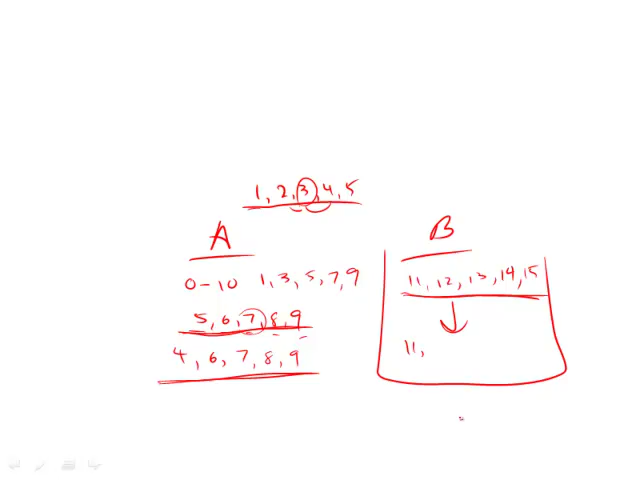 1, 2, 3, 4, 5
A
0-10 1, 3, 5, 7, 9
5, 6, 7, 8, 9
4, 6, 7, 8, 9
B
11, 12, 13, 14, 15
11,